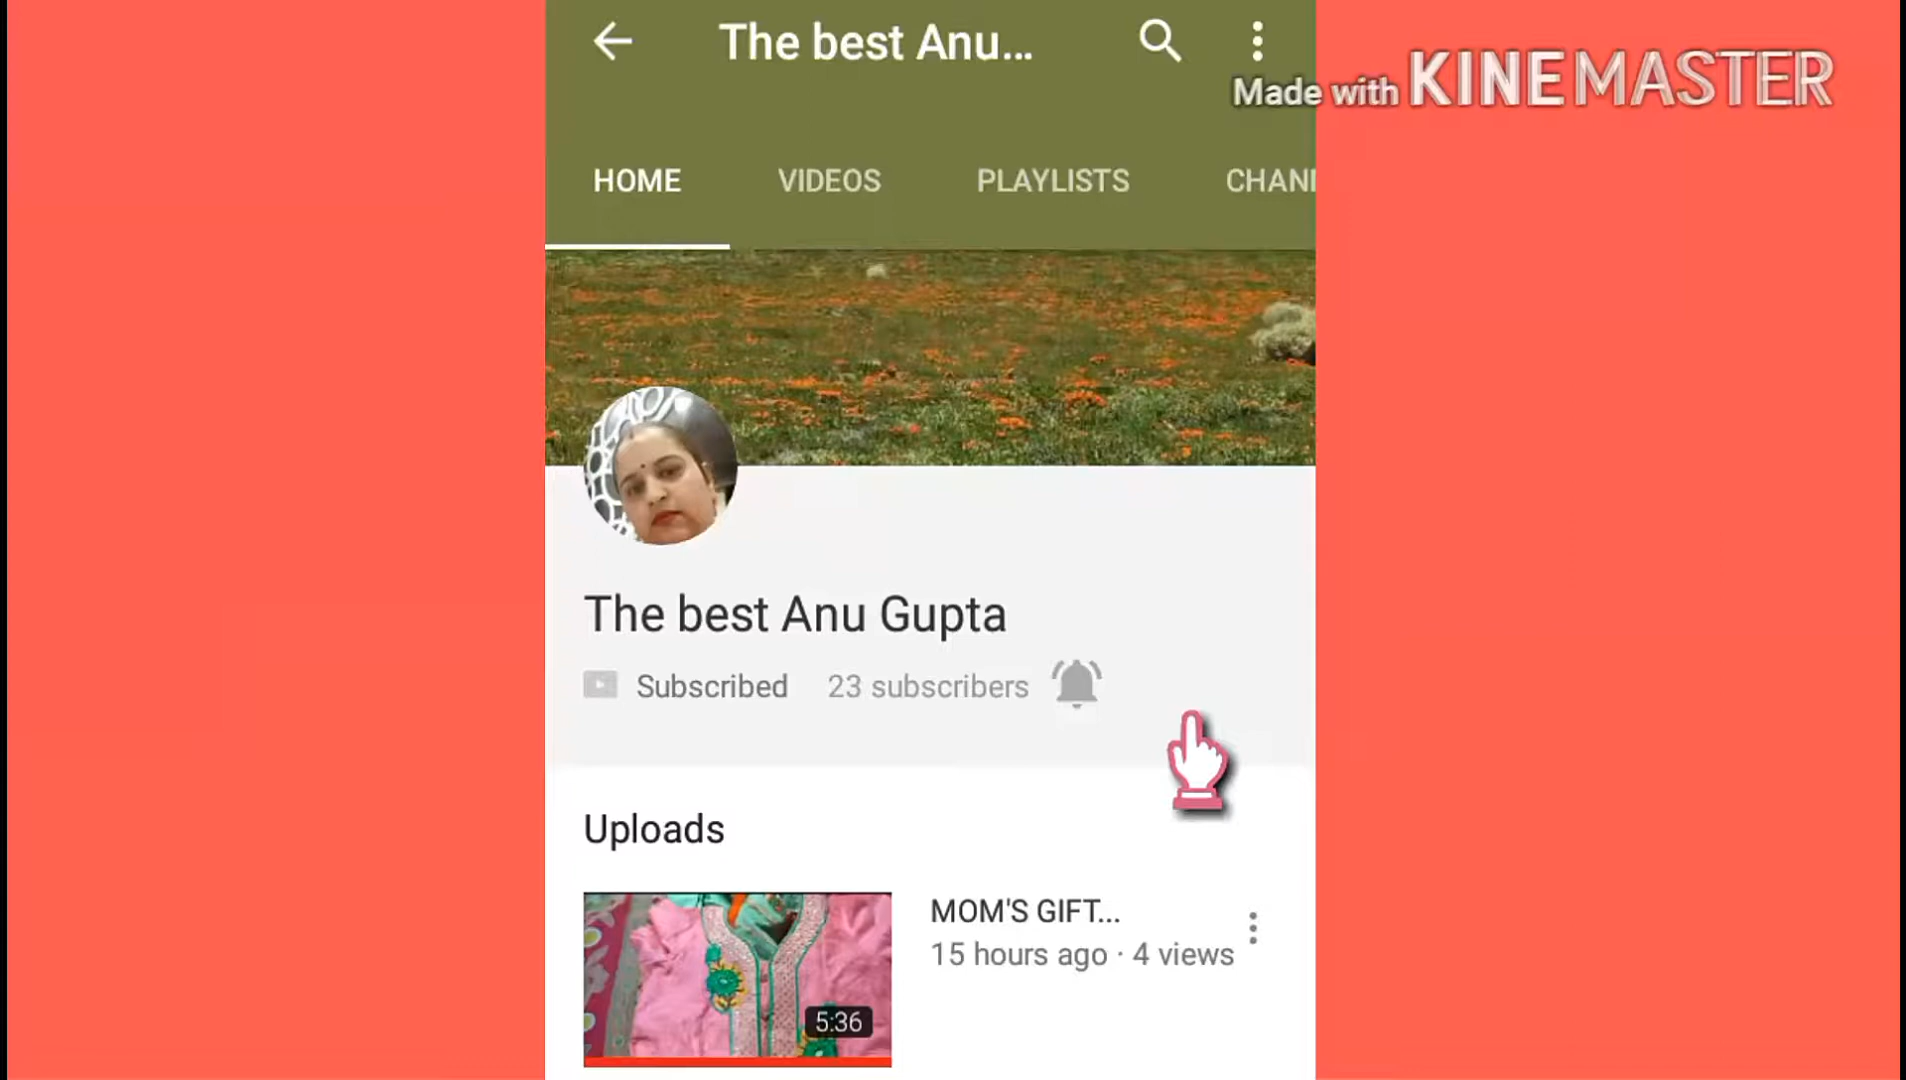 The best Anu...
Made with KINEMASTER
HOME VIDEOS PLAYLISTS CHAN
The best Anu Gupta
Subscribed 23 subscribers
Uploads
MOM'S GIFT...
15 hours ago · 4 views
5:36